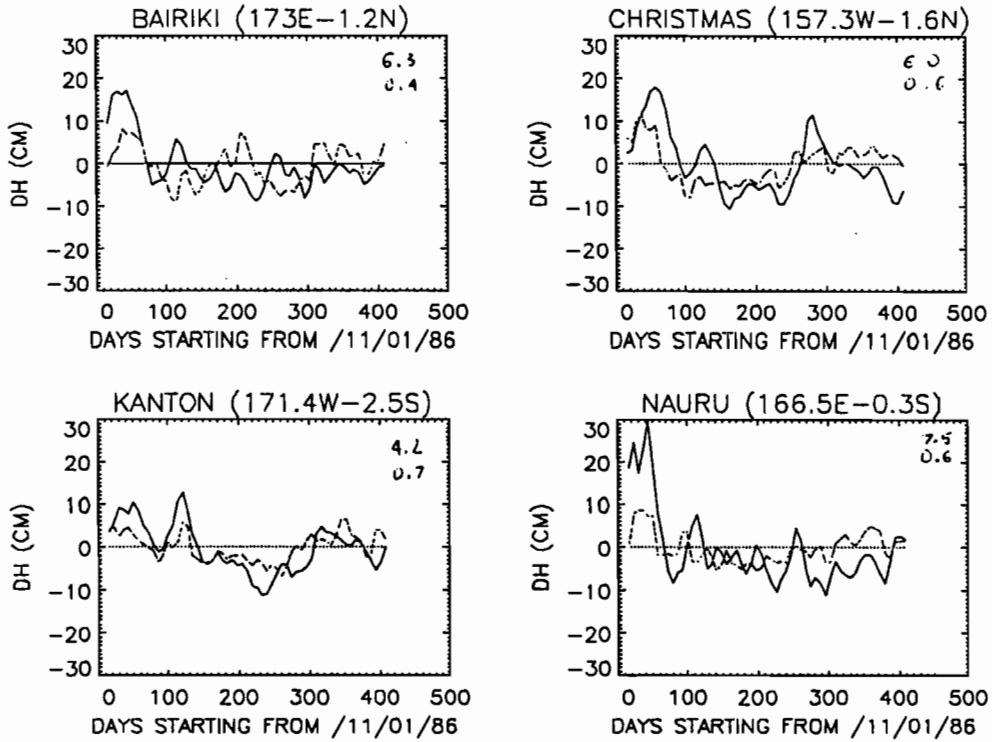 BAIRIKI (173E-1.2N)
30
20
10
0
-10
-20
-30
DH (CM)
6.3
0.4
0 100 200 300 400 500
DAYS STARTING FROM /11/01/86
CHRISTMAS (157.3W-1.6N)
30
20
10
0
-10
-20
-30
DH (CM)
0 100 200 300 400 500
DAYS STARTING FROM /11/01/86
KANTON (171.4W-2.5S)
30
20
10
0
-10
-20
-30
DH (CM)
0.7
0 100 200 300 400 500
DAYS STARTING FROM /11/01/86
NAURU (166.5E-0.3S)
30
20
10
0
-10
-20
-30
DH (CM)
7.5
0.6
0 100 200 300 400 500
DAYS STARTING FROM /11/01/86